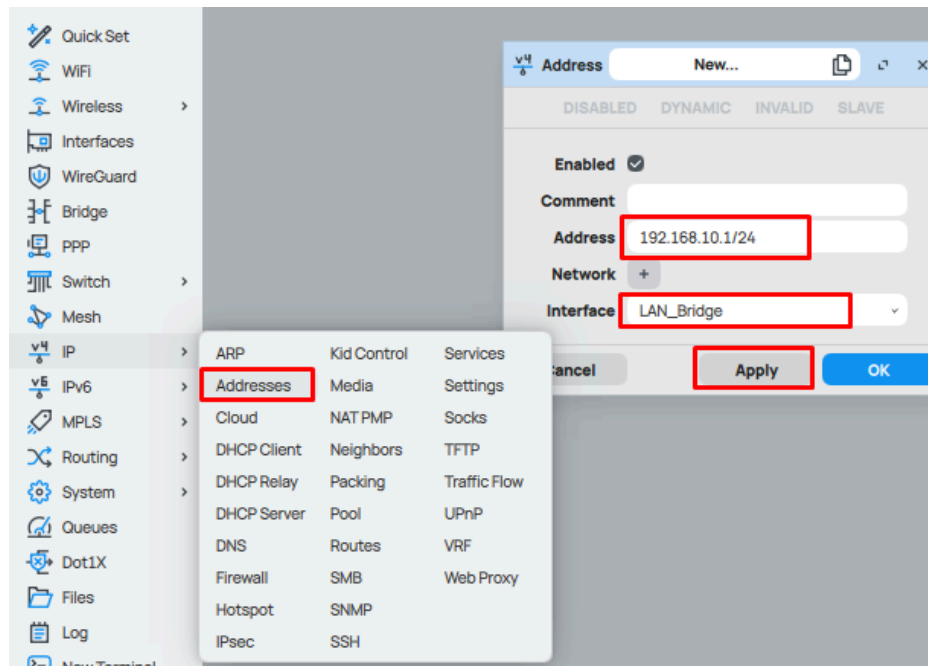 Quick Set
WiFi
Wireless
Interfaces
WireGuard
Bridge
PPP
Switch
Mesh
IP
IPv6
MPLS
Routing
System
Queues
Dot1X
Files
Log
New Terminal
ARP
Addresses
Cloud
DHCP Client
DHCP Relay
DHCP Server
DNS
Firewall
Hotspot
IPsec
Kid Control
Media
NAT PMP
Neighbors
Packing
Pool
Routes
SMB
SNMP
SSH
Services
Settings
Socks
TFTP
Traffic Flow
UPnP
VRF
Web Proxy
Address New...
DISABLED DYNAMIC INVALID SLAVE
Enabled
Comment
Address 192.168.10.1/24
Network +
Interface LAN_Bridge
ancel Apply OK